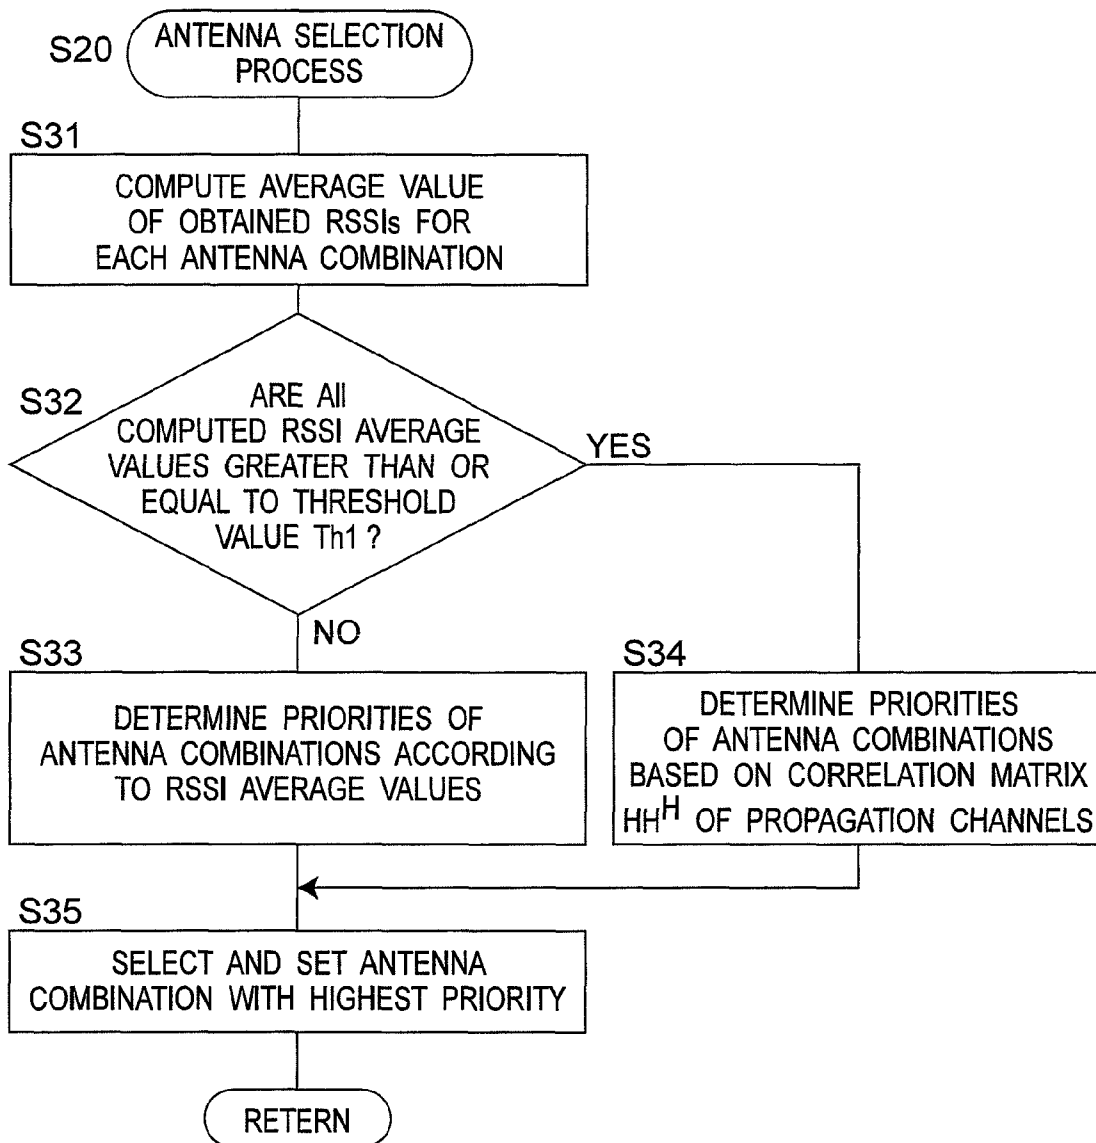 S20
ANTENNA SELECTION
PROCESS
S31
COMPUTE AVERAGE VALUE
OF OBTAINED RSSIs FOR
EACH ANTENNA COMBINATION
S32
ARE All
COMPUTED RSSI AVERAGE
VALUES GREATER THAN OR
EQUAL TO THRESHOLD
VALUE Th1 ?
YES
NO
S33
DETERMINE PRIORITIES OF
ANTENNA COMBINATIONS ACCORDING
TO RSSI AVERAGE VALUES
S34
DETERMINE PRIORITIES
OF ANTENNA COMBINATIONS
BASED ON CORRELATION MATRIX
HH^H OF PROPAGATION CHANNELS
S35
SELECT AND SET ANTENNA
COMBINATION WITH HIGHEST PRIORITY
RETERN